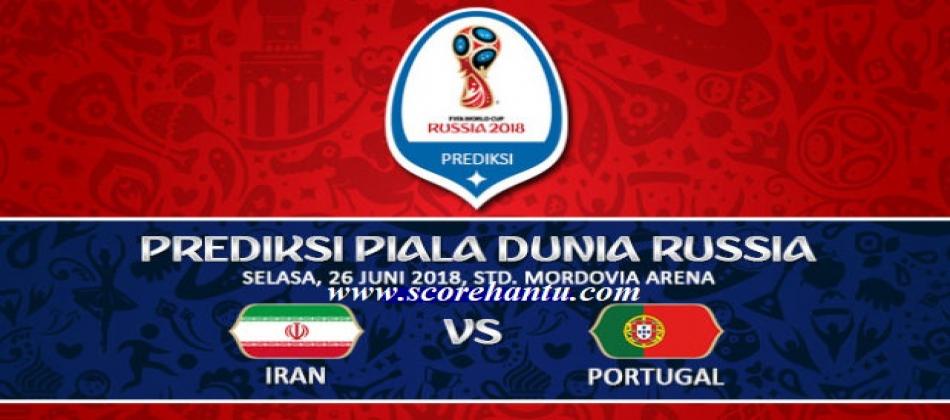 FIFA WORLD CUP
RUSSIA 2018
PREDIKSI
PREDIKSI PIALA DUNIA RUSSIA
SELASA, 26 JUNI 2018, STD. MORDOVIA ARENA
www.scorehantu.com
VS
IRAN
PORTUGAL